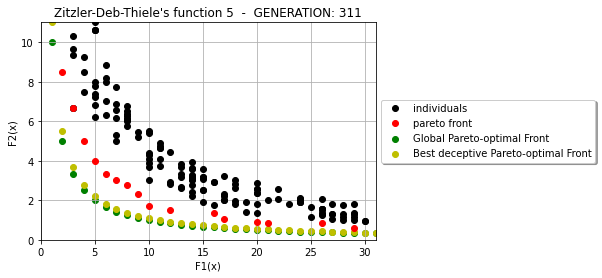 Zitzler-Deb-Thiele's function 5 - GENERATION: 311
10
8
6
4
2
0
F2(x)
0 5 10 15 20 25 30
F1(x)
individuals
pareto front
Global Pareto-optimal Front
Best deceptive Pareto-optimal Front